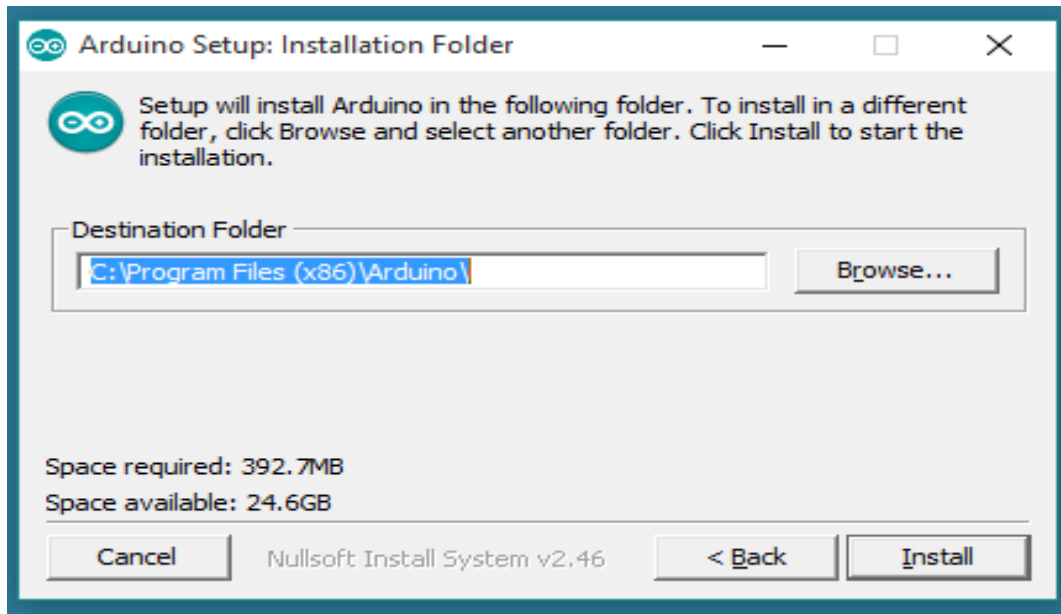 Arduino Setup: Installation Folder
Setup will install Arduino in the following folder. To install in a different
folder, click Browse and select another folder. Click Install to start the
installation.
Destination Folder
C:\Program Files (x86)\Arduino\
Browse...
Space required: 392.7MB
Space available: 24.6GB
Cancel
Nullsoft Install System v2.46
< Back
Install